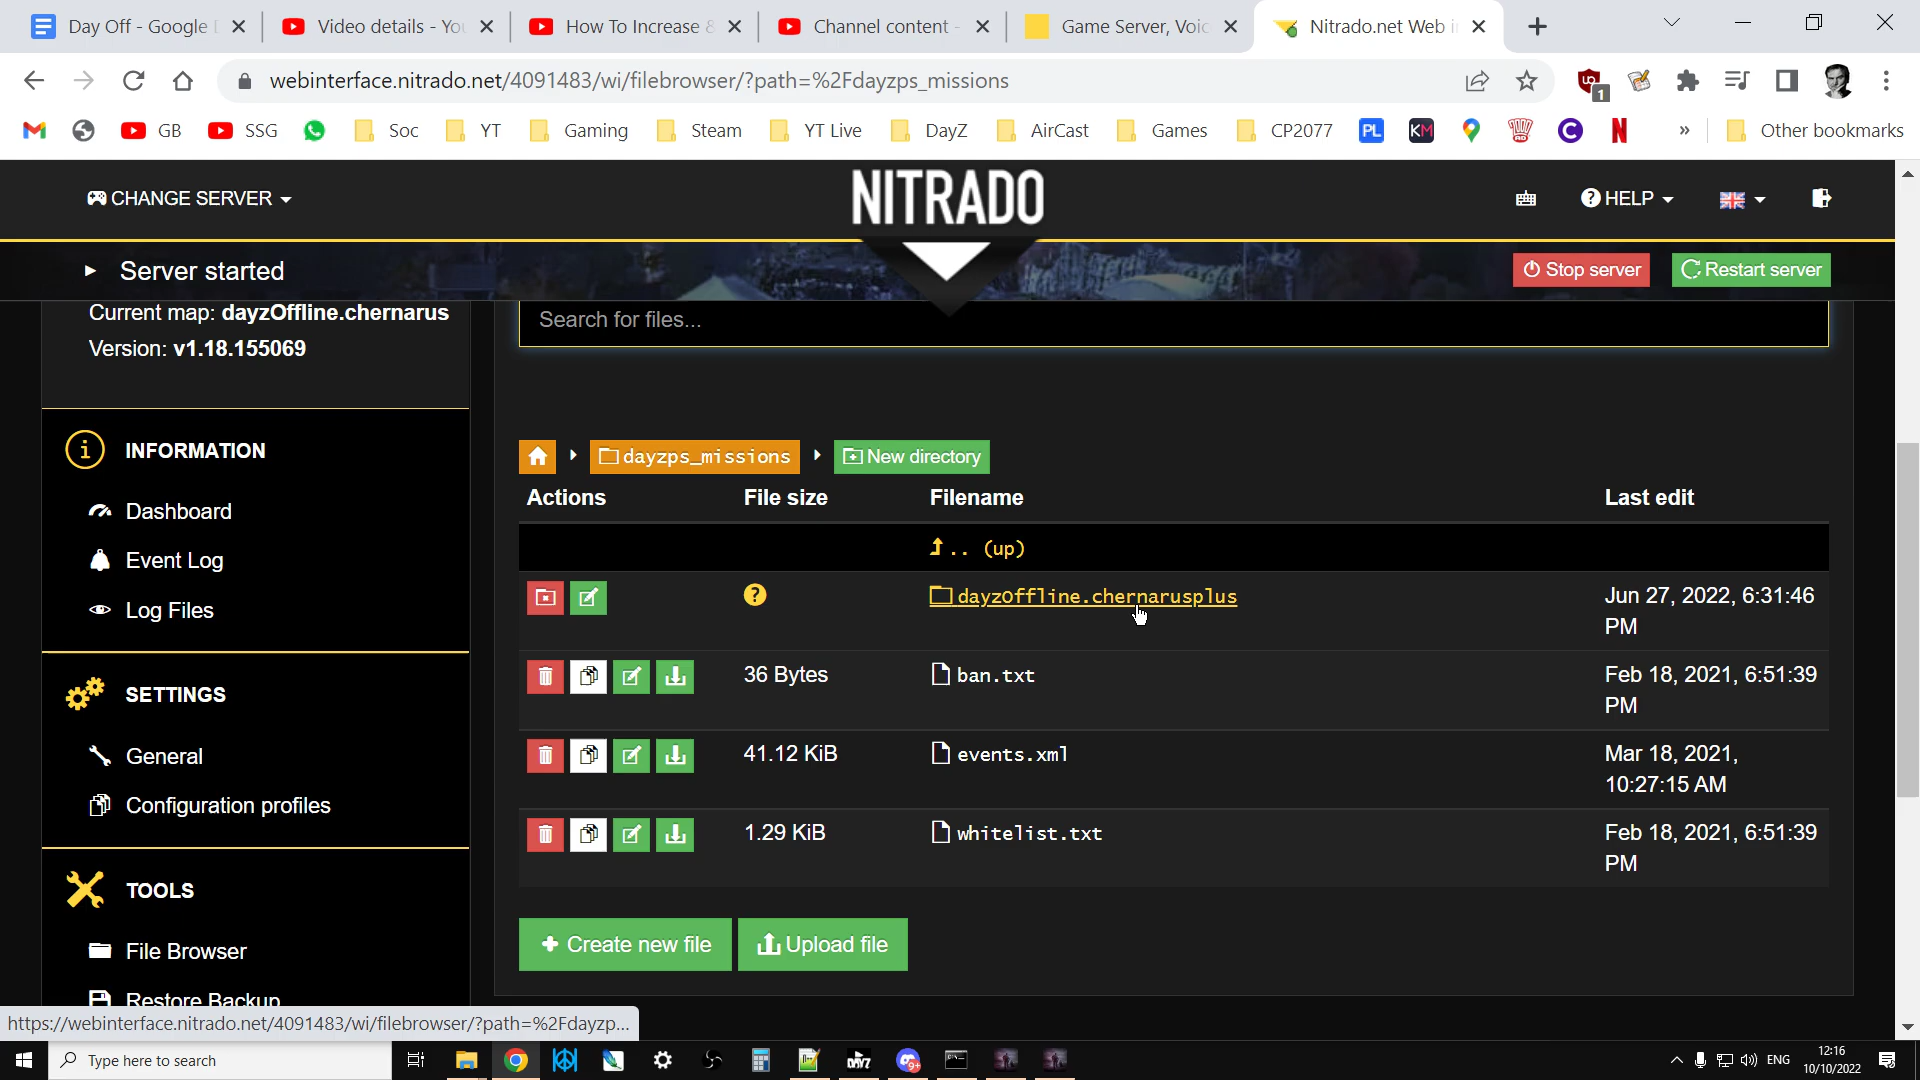 Day Off - Google
Video details - You
How To Increase &
Channel content -
Game Server, Voic
Nitrado.net Web in
webinterface.nitrado.net/4091483/wi/filebrowser/?path=%2Fdayzps_missions
1
GB
SSG
Soc
YT
Gaming
Steam
YT Live
DayZ
AirCast
Games
CP2077
PL
KM
»
Other bookmarks
CHANGE SERVER
NITRADO
HELP
Server started
Stop server
Restart server
Current map: dayzOffline.chernarus
Version: v1.18.155069
Search for files...
INFORMATION
Dashboard
Event Log
Log Files
SETTINGS
General
Configuration profiles
TOOLS
File Browser
Restore Backup
dayzps_missions
New directory
Actions File size Filename Last edit
.. (up)
dayzOffline.chernarusplus Jun 27, 2022, 6:31:46
PM
36 Bytes ban.txt Feb 18, 2021, 6:51:39
PM
41.12 KiB events.xml Mar 18, 2021,
10:27:15 AM
1.29 KiB whitelist.txt Feb 18, 2021, 6:51:39
PM
Create new file
Upload file
https://webinterface.nitrado.net/4091483/wi/filebrowser/?path=%2Fdayzp...
Type here to search
DAYZ
9+
ENG
12:16
10/10/2022